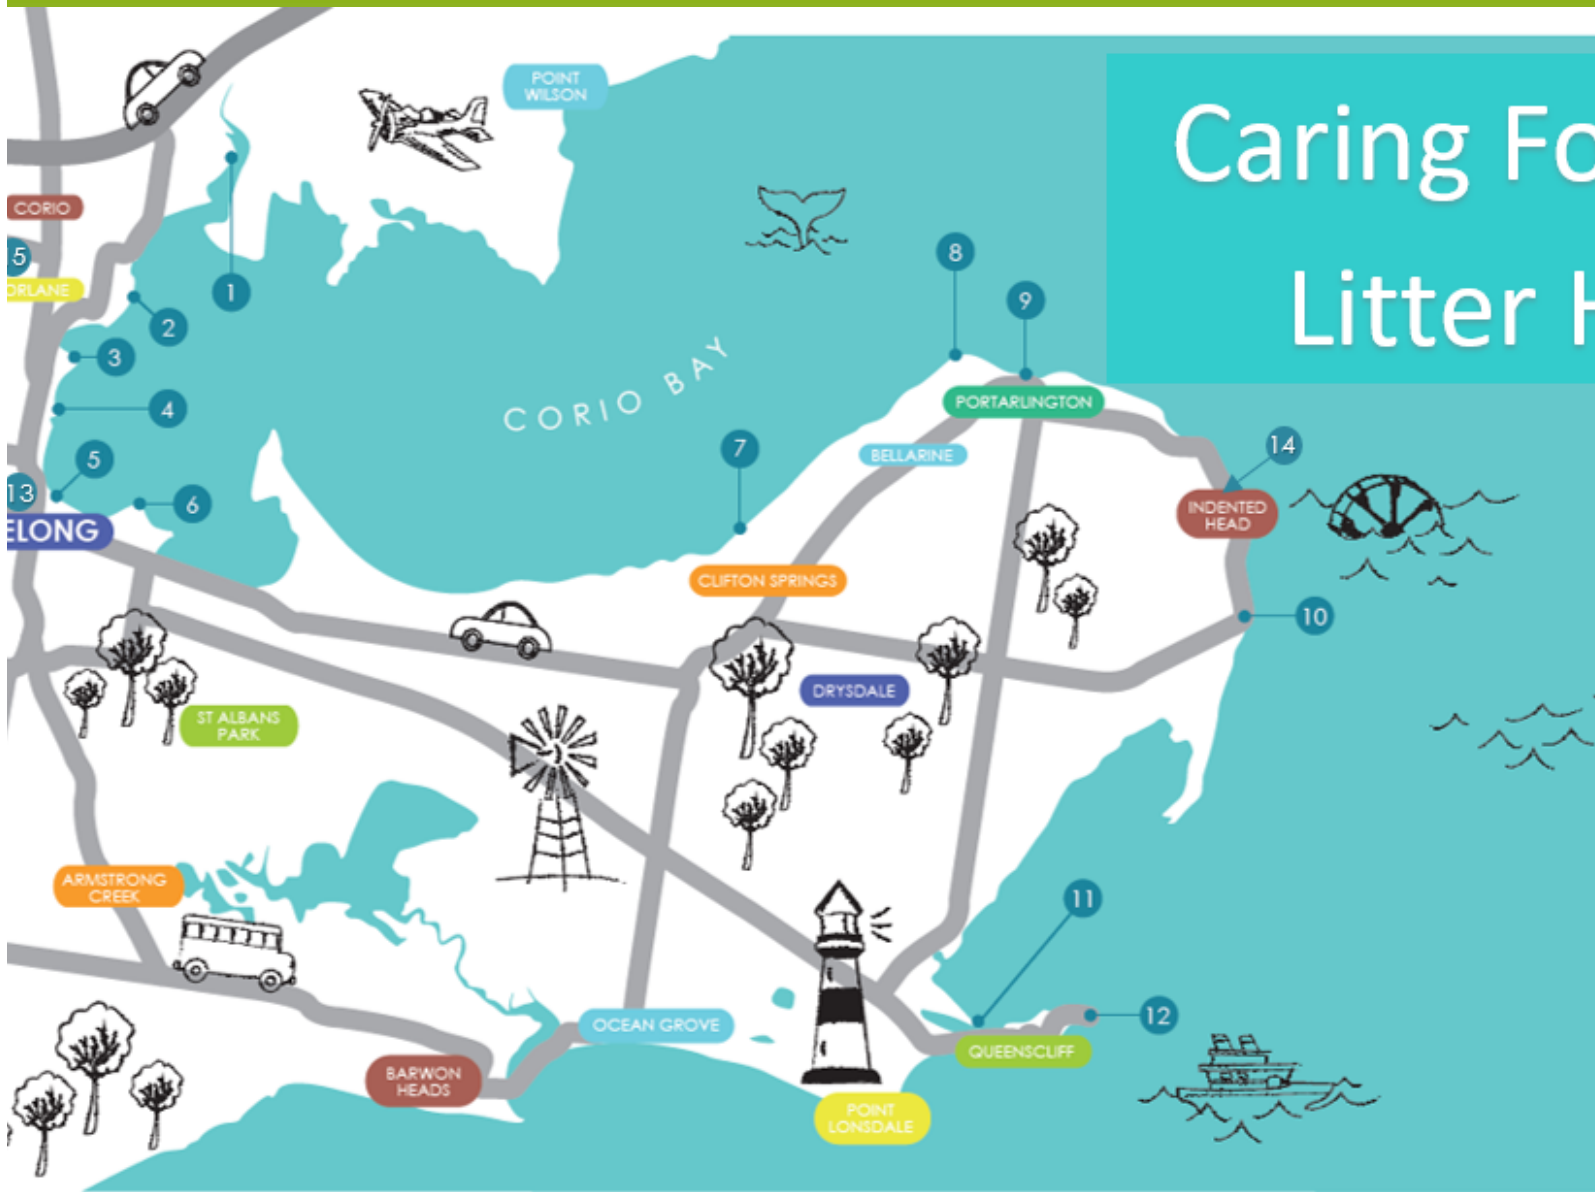 Caring Fo
Litter H
POINT
WILSON
CORIO
15
ORLANE
1
2
3
4
5
6
13
ELONG
CORIO BAY
7
8
9
PORTARLINGTON
BELLARINE
14
INDENTED
HEAD
CLIFTON SPRINGS
10
DRYSDALE
ST ALBANS
PARK
ARMSTRONG
CREEK
11
12
OCEAN GROVE
QUEENSCLIFF
BARWON
HEADS
POINT
LONSDALE